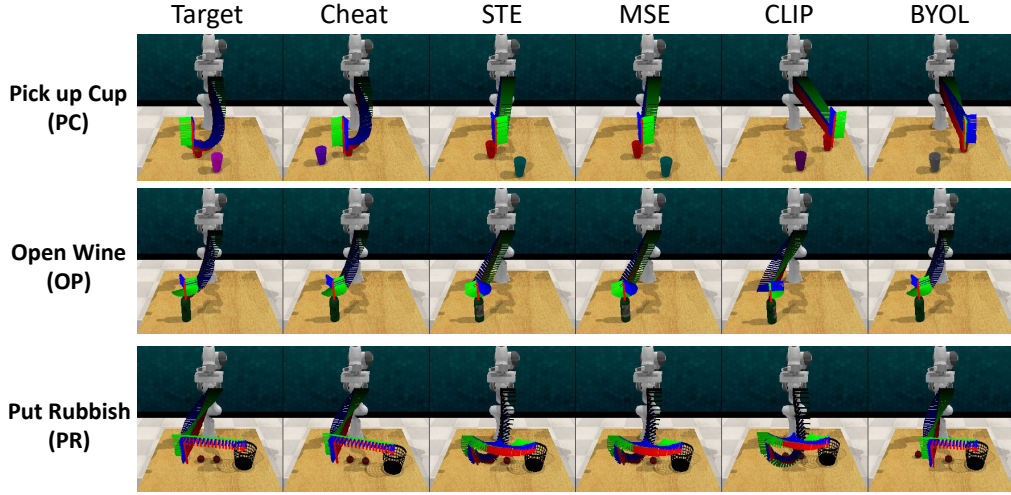 Target Cheat STE MSE CLIP BYOL
Pick up Cup
(PC)
Open Wine
(OP)
Put Rubbish
(PR)